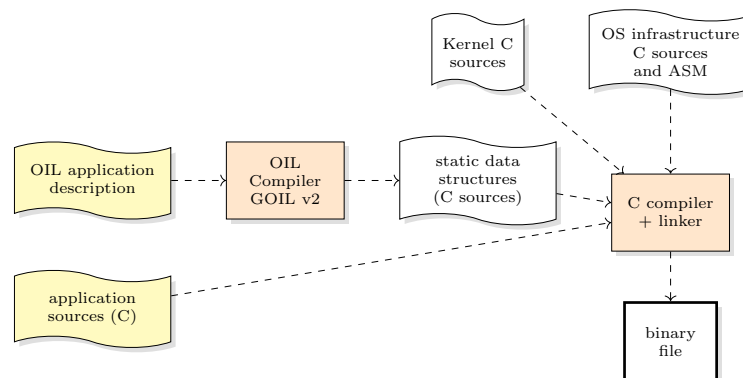 Kernel C
sources
OS infrastructure
C sources
and ASM
OIL application
description
OIL
Compiler
GOIL v2
static data
structures
(C sources)
C compiler
+ linker
application
sources (C)
binary
file